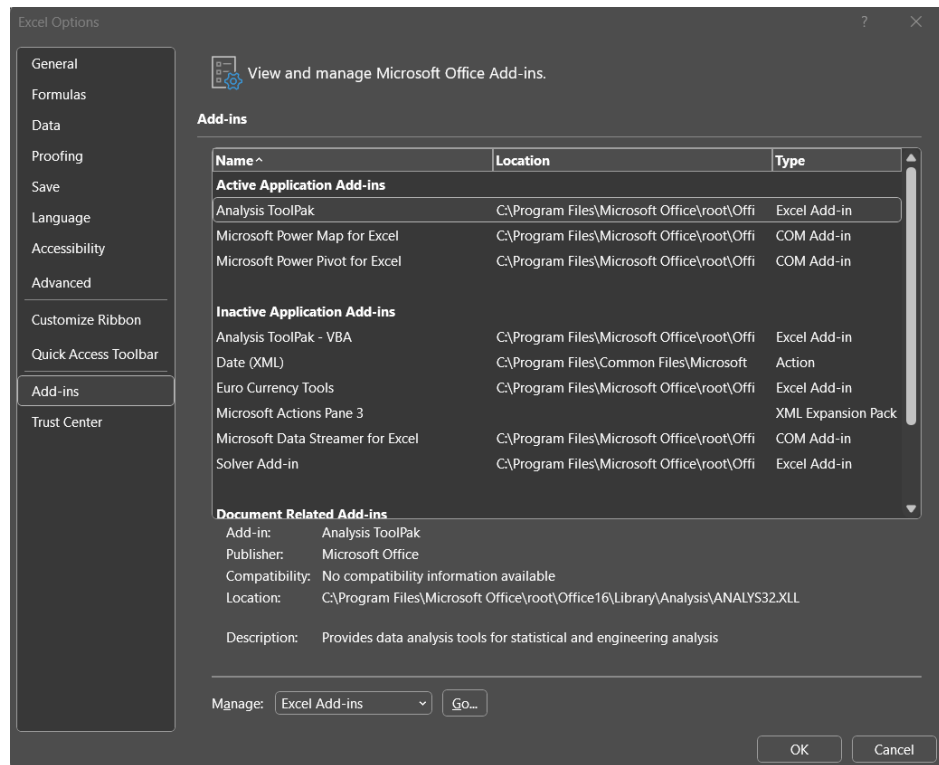 Excel Options ? ×
General
Formulas
Data
Proofing
Save
Language
Accessibility
Advanced
Customize Ribbon
Quick Access Toolbar
Add-ins
Trust Center
View and manage Microsoft Office Add-ins.
Add-ins
Name Location Type
Active Application Add-ins
Analysis ToolPak C:\Program Files\Microsoft Office\root\Offi Excel Add-in
Microsoft Power Map for Excel C:\Program Files\Microsoft Office\root\Offi COM Add-in
Microsoft Power Pivot for Excel C:\Program Files\Microsoft Office\root\Offi COM Add-in
Inactive Application Add-ins
Analysis ToolPak - VBA C:\Program Files\Microsoft Office\root\Offi Excel Add-in
Date (XML) C:\Program Files\Common Files\Microsoft Action
Euro Currency Tools C:\Program Files\Microsoft Office\root\Offi Excel Add-in
Microsoft Actions Pane 3 XML Expansion Pack
Microsoft Data Streamer for Excel C:\Program Files\Microsoft Office\root\Offi COM Add-in
Solver Add-in C:\Program Files\Microsoft Office\root\Offi Excel Add-in
Document Related Add-ins
Add-in: Analysis ToolPak
Publisher: Microsoft Office
Compatibility: No compatibility information available
Location: C:\Program Files\Microsoft Office\root\Office16\Library\Analysis\ANALYS32.XLL
Description: Provides data analysis tools for statistical and engineering analysis
Manage: Excel Add-ins Go...
OK Cancel